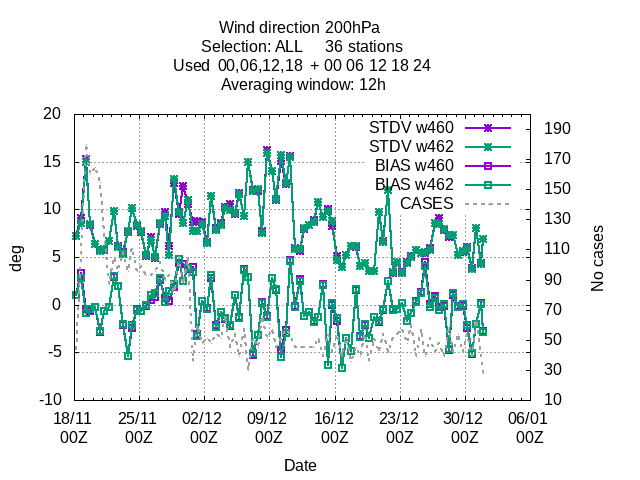 Wind direction 200hPa
Selection: ALL 36 stations
Used 00,06,12,18 + 00 06 12 18 24
Averaging window: 12h
STDV w460
STDV w462
BIAS w460
BIAS w462
CASES
20
15
10
5
0
-5
-10
deg
190
170
150
130
110
90
70
50
30
10
No cases
18/11 25/11 02/12 09/12 16/12 23/12 30/12 06/01
00Z 00Z 00Z 00Z 00Z 00Z 00Z 00Z
Date